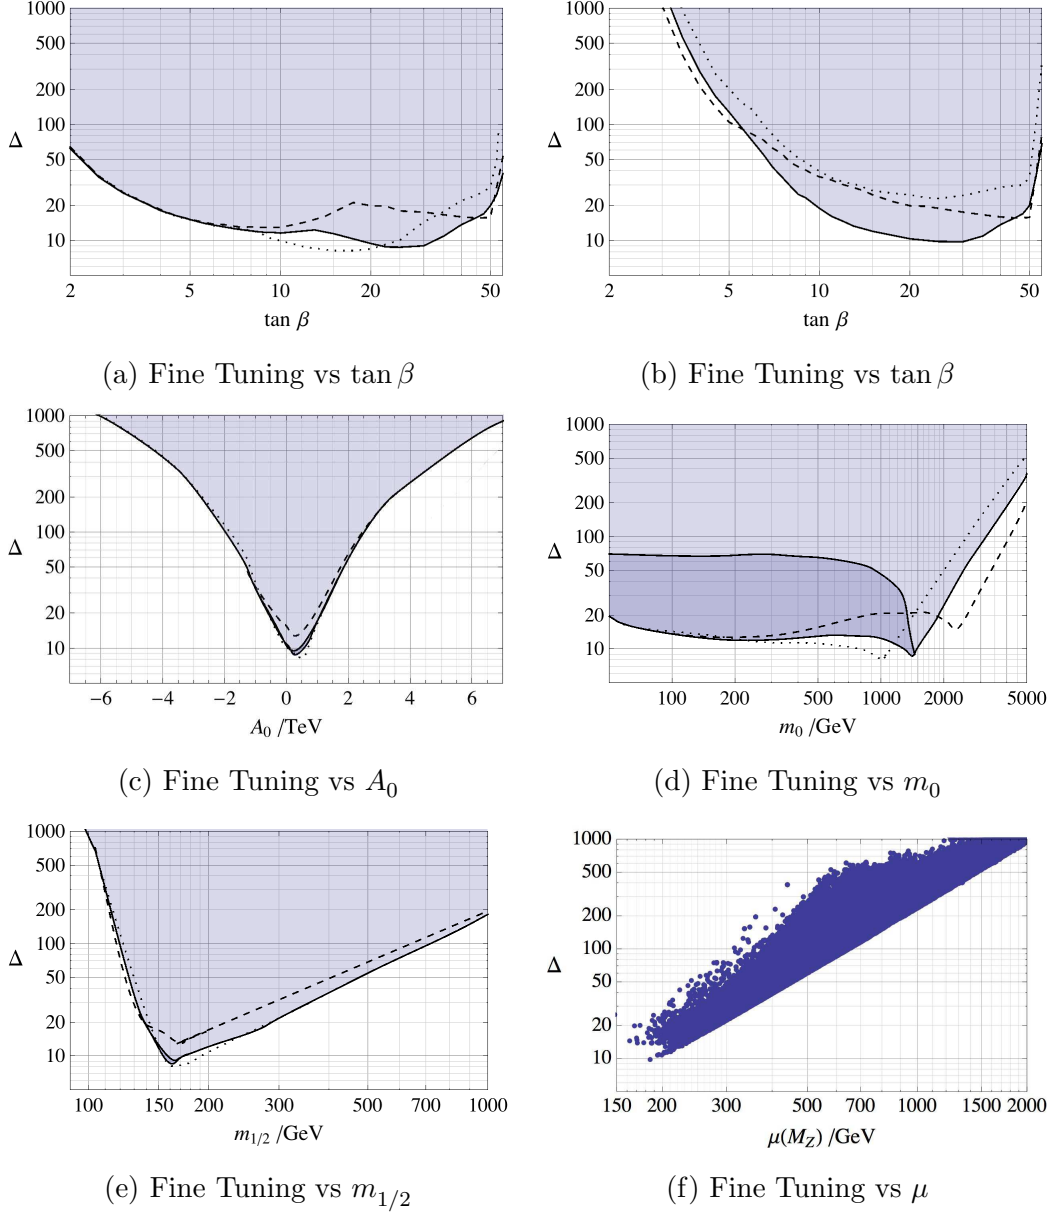 1000
500
200
100
50
20
10
Δ
2 5 10 20 50
tan β
(a) Fine Tuning vs tan β
1000
500
200
100
50
20
10
Δ
2 5 10 20 50
tan β
(b) Fine Tuning vs tan β
1000
500
200
100
50
20
10
Δ
−6 −4 −2 0 2 4 6
A₀ /TeV
(c) Fine Tuning vs A₀
1000
500
200
100
50
20
10
Δ
100 200 500 1000 2000 5000
m₀ /GeV
(d) Fine Tuning vs m₀
1000
500
200
100
50
20
10
Δ
100 150 200 300 500 700 1000
m₁/₂ /GeV
(e) Fine Tuning vs m₁/₂
1000
500
200
100
50
20
10
Δ
150 200 300 500 700 1000 1500 2000
μ(M_Z) /GeV
(f) Fine Tuning vs μ